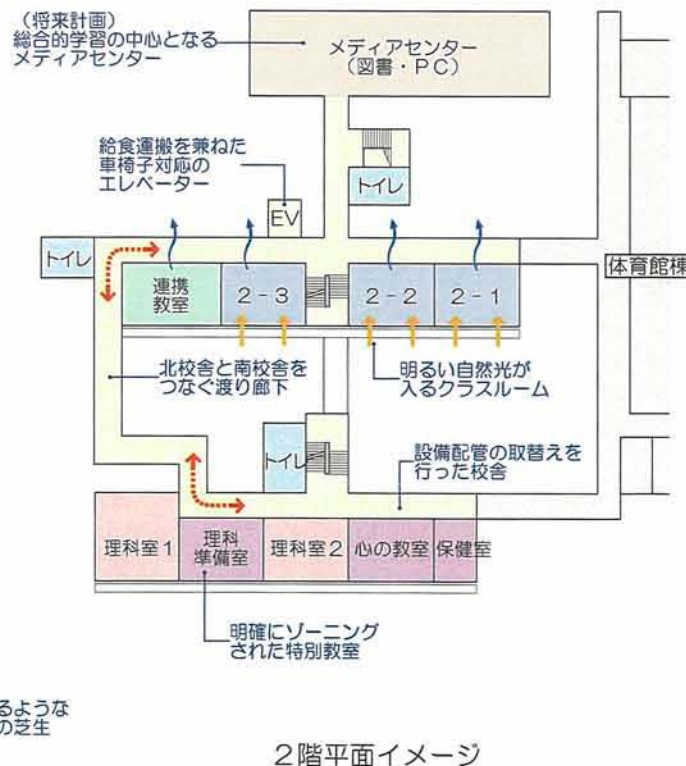 (将来計画)
総合的学習の中心となる
メディアセンター
メディアセンター
(図書・PC)
給食運搬を兼ねた
車椅子対応の
エレベーター
トイレ
EV
トイレ
体育館棟
連携
教室
2-3
2-2
2-1
北校舎と南校舎を
つなぐ渡り廊下
明るい自然光が
入るクラスルーム
トイレ
設備配管の取替えを
行った校舎
理科室1
理科
準備室
理科室2
心の教室
保健室
明確にゾーニング
された特別教室
るような
の芝生
2階平面イメージ